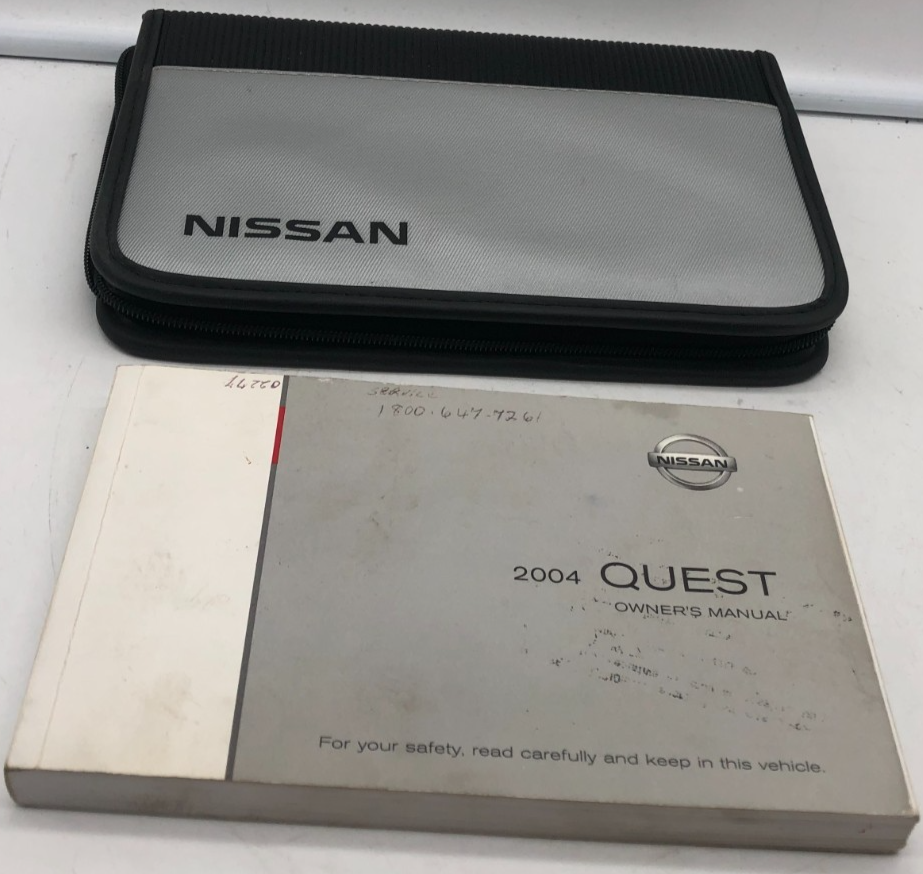 NISSAN
SERVICE
1800-647-7261
NISSAN
2004 QUEST
OWNER'S MANUAL
For your safety, read carefully and keep in this vehicle.